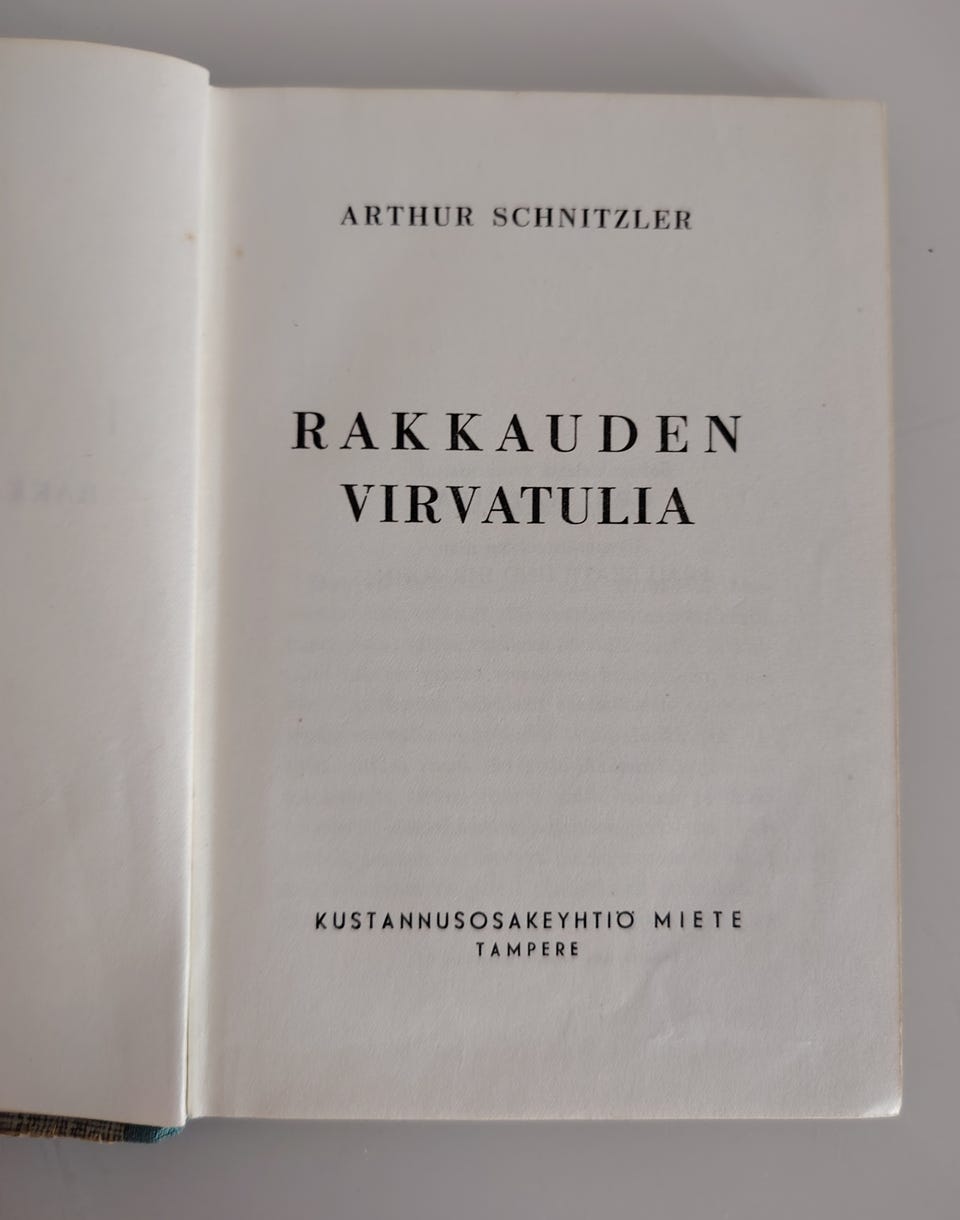 ARTHUR SCHNITZLER
RAKKAUDEN
VIRVATULIA
KUSTANNUSOSAKEYHTIÖ MIETE
TAMPERE